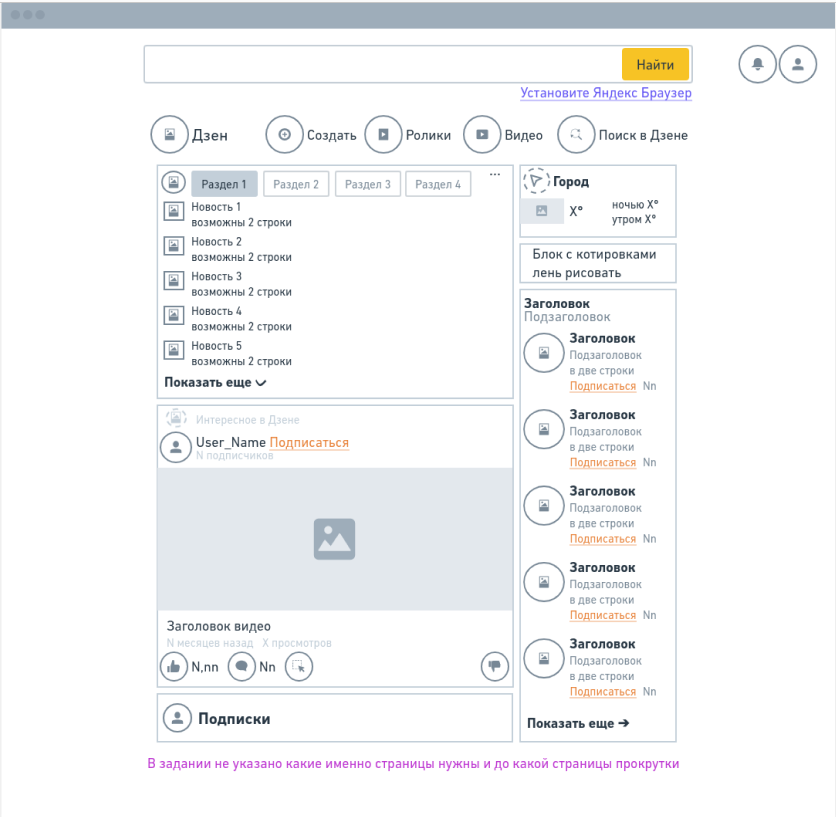 Найти
Установите Яндекс Браузер
Дзен Создать Ролики Видео Поиск в Дзене
Раздел 1 Раздел 2 Раздел 3 Раздел 4 ...
Новость 1
возможны 2 строки
Новость 2
возможны 2 строки
Новость 3
возможны 2 строки
Новость 4
возможны 2 строки
Новость 5
возможны 2 строки
Показать еще
Интересное в Дзене
User_Name Подписаться
N подписчиков
Заголовок видео
N месяцев назад X просмотров
N,nn Nn
Подписки
Город
X° ночью X°
утром X°
Блок с котировками
лень рисовать
Заголовок
Подзаголовок
Заголовок
Подзаголовок
в две строки
Подписаться Nn
Заголовок
Подзаголовок
в две строки
Подписаться Nn
Заголовок
Подзаголовок
в две строки
Подписаться Nn
Заголовок
Подзаголовок
в две строки
Подписаться Nn
Заголовок
Подзаголовок
в две строки
Подписаться Nn
Показать еще →
В задании не указано какие именно страницы нужны и до какой страницы прокрутки